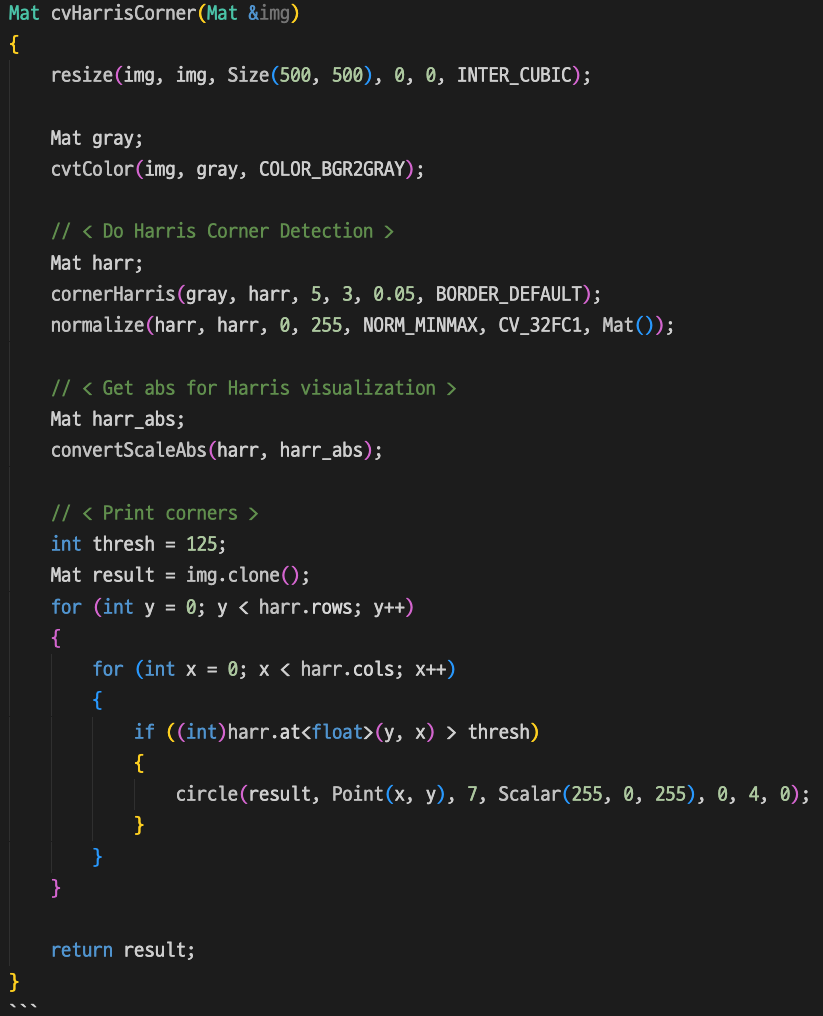 Mat cvHarrisCorner(Mat &img)
{
    resize(img, img, Size(500, 500), 0, 0, INTER_CUBIC);

    Mat gray;
    cvtColor(img, gray, COLOR_BGR2GRAY);

    // < Do Harris Corner Detection >
    Mat harr;
    cornerHarris(gray, harr, 5, 3, 0.05, BORDER_DEFAULT);
    normalize(harr, harr, 0, 255, NORM_MINMAX, CV_32FC1, Mat());

    // < Get abs for Harris visualization >
    Mat harr_abs;
    convertScaleAbs(harr, harr_abs);

    // < Print corners >
    int thresh = 125;
    Mat result = img.clone();
    for (int y = 0; y < harr.rows; y++)
    {
        for (int x = 0; x < harr.cols; x++)
        {
            if ((int)harr.at<float>(y, x) > thresh)
            {
                circle(result, Point(x, y), 7, Scalar(255, 0, 255), 0, 4, 0);
            }
        }
    }

    return result;
}
```